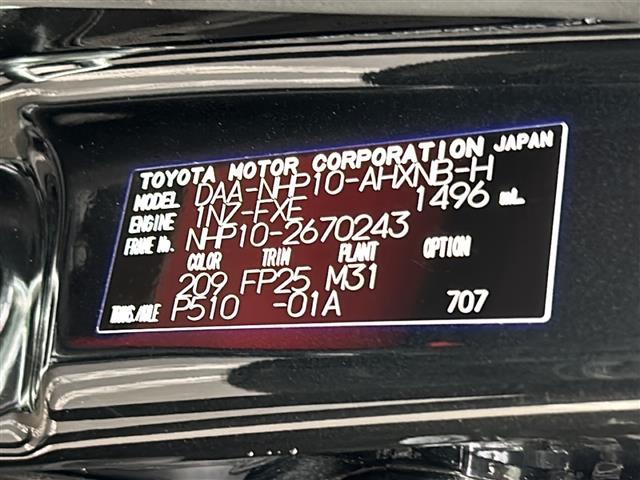 TOYOTA MOTOR CORPORATION JAPAN
MODEL DAA-NHP10-AHXNB-H
ENGINE 1NZ-FXE 1496 mL
FRAME No. NHP10-2670243
COLOR TRIM PLANT OPTION
209 FP25 M31
TRANS./AXLE P510 -01A 707